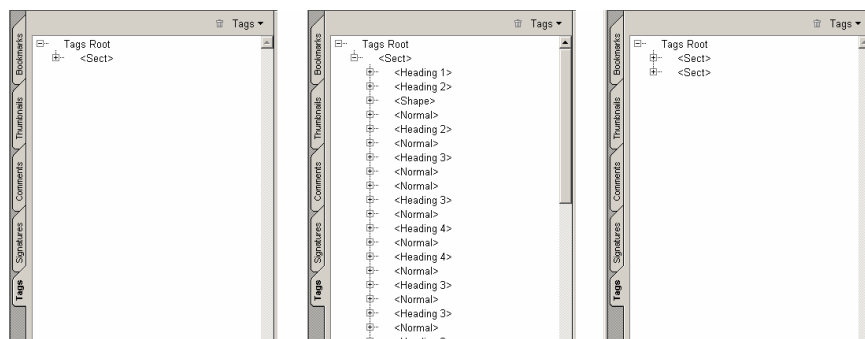 Tags
Bookmarks
Thumbnails
Comments
Signatures
Tags
Tags Root
<Sect>
Tags
Bookmarks
Thumbnails
Comments
Signatures
Tags
Tags Root
<Sect>
<Heading 1>
<Heading 2>
<Shape>
<Normal>
<Heading 2>
<Normal>
<Heading 3>
<Normal>
<Normal>
<Heading 3>
<Normal>
<Heading 4>
<Normal>
<Heading 4>
<Normal>
<Heading 3>
<Normal>
<Heading 3>
<Normal>
Tags
Bookmarks
Thumbnails
Comments
Signatures
Tags
Tags Root
<Sect>
<Sect>